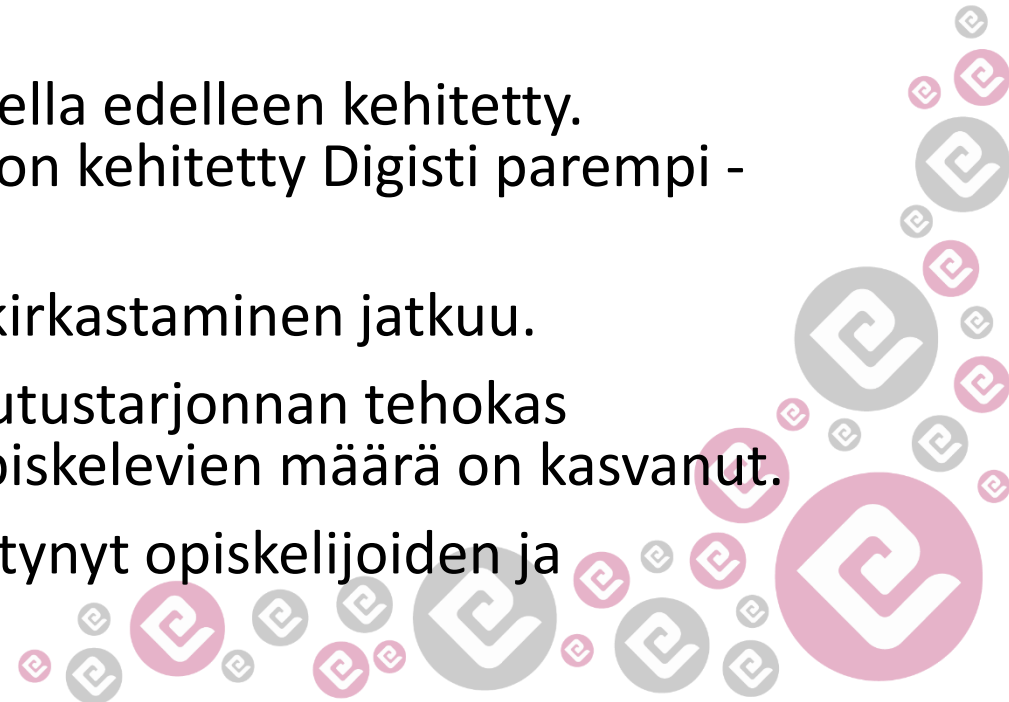 ella edelleen kehitetty.
on kehitetty Digisti parempi -
kirkastaminen jatkuu.
utustarjonnan tehokas
piskelevien määrä on kasvanut.
tynyt opiskelijoiden ja